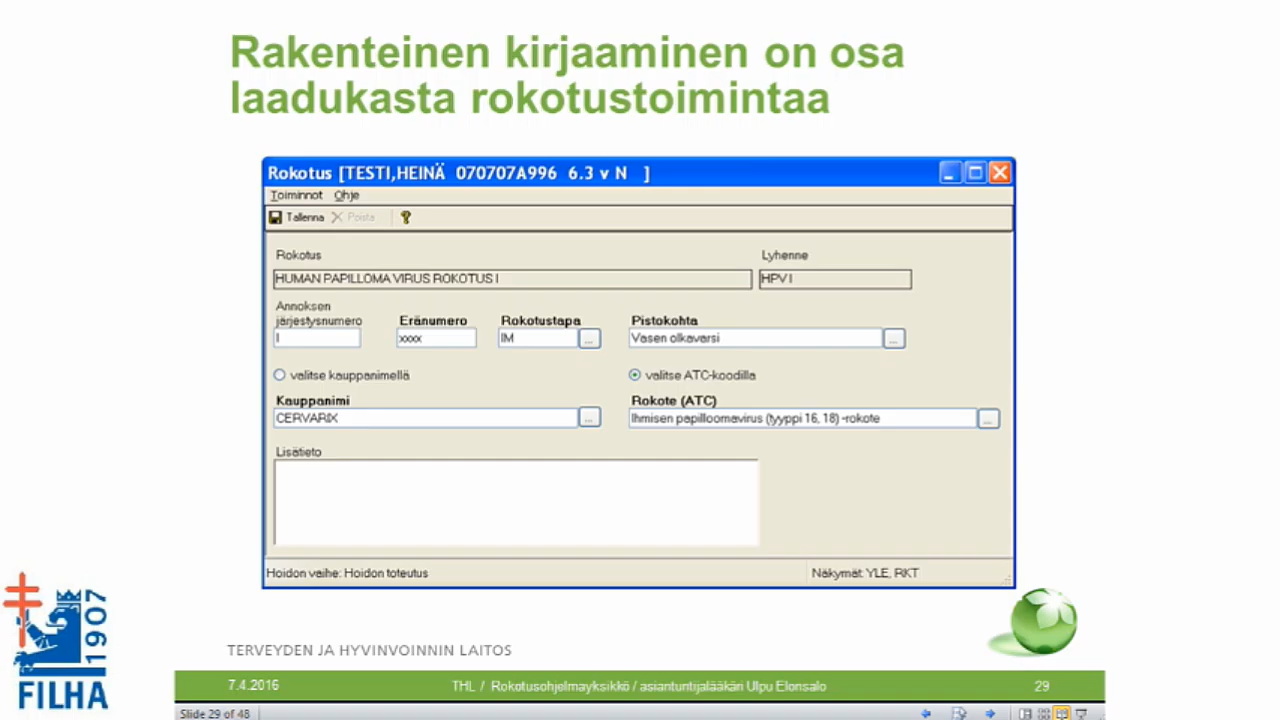 Rakenteinen kirjaaminen on osa
laadukasta rokotustoimintaa
Rokotus [TESTI,HEINÄ 070707A996 6.3 v N ]
Toiminnot Ohje
Tallenna Poista
Rokotus Lyhenne
HUMAN PAPILLOMA VIRUS ROKOTUS I HPV I
Annoksen
järjestysnumero Eränumero Rokotustapa Pistokohta
I xxxx IM ... Vasen olkavarsi ...
valitse kauppanimellä valitse ATC-koodilla
Kauppanimi Rokote (ATC)
CERVARIX ... Ihmisen papilloomavirus (tyyppi 16, 18) -rokote ...
Lisätieto
Hoidon vaihe: Hoidon toteutus Näkymät: YLE, RKT
1907
FILHA
TERVEYDEN JA HYVINVOINNIN LAITOS
7.4.2016 THL / Rokotusohjelmayksikkö / asiantuntijalääkäri Ulpu Elonsalo 29
Slide 29 of 48